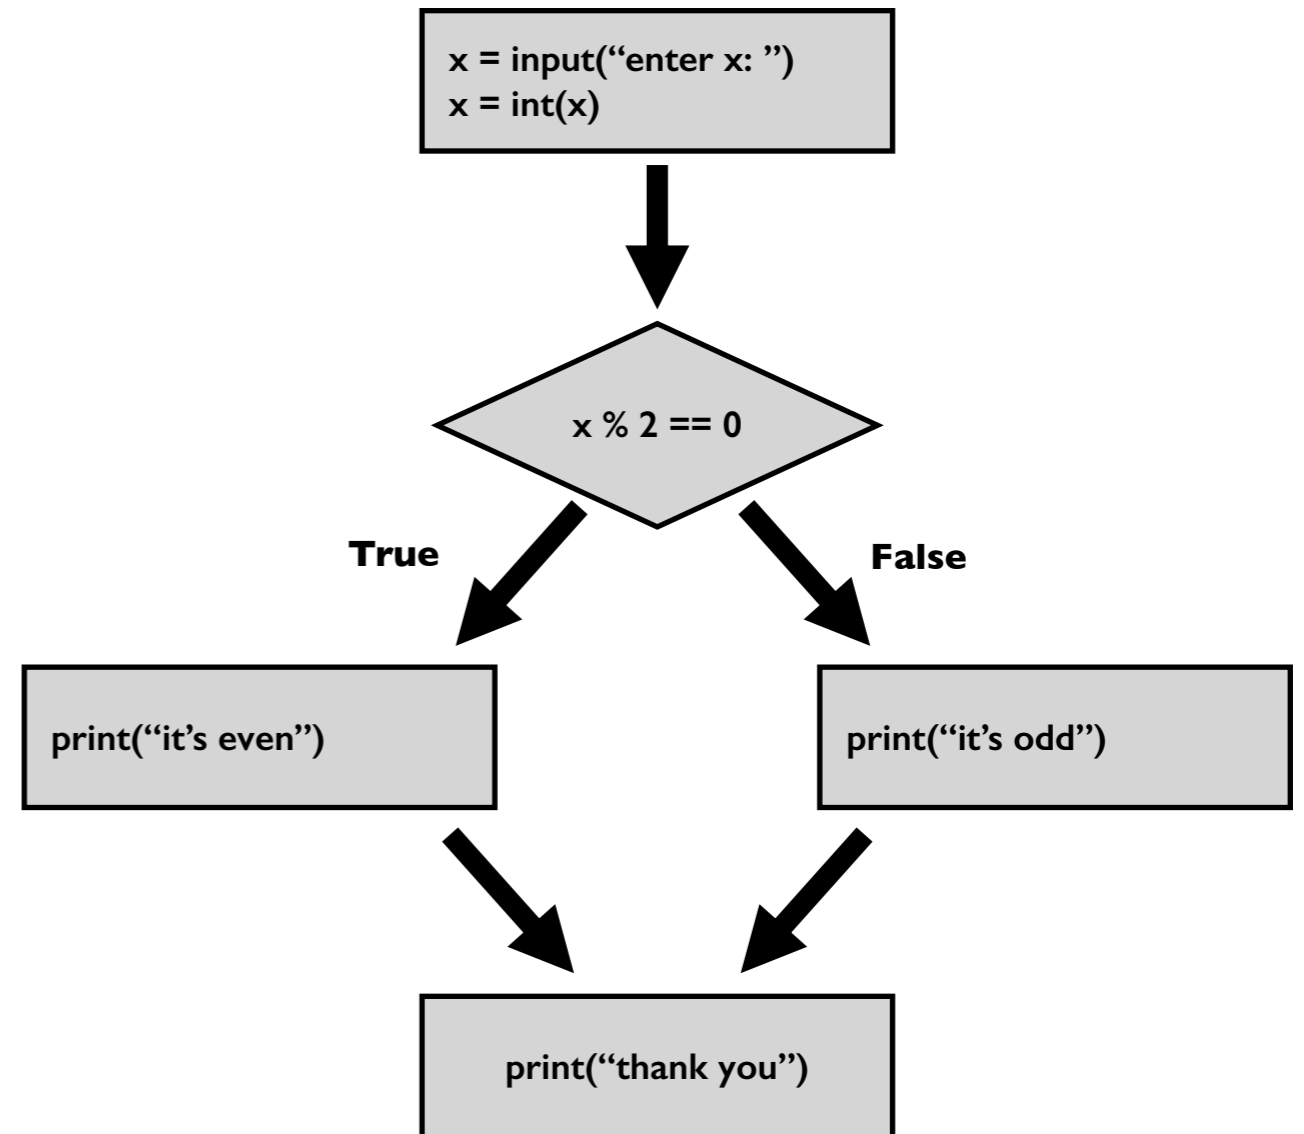 x = input(“enter x: ”)
x = int(x)
x % 2 == 0
True
False
print(“it’s even”)
print(“it’s odd”)
print(“thank you”)